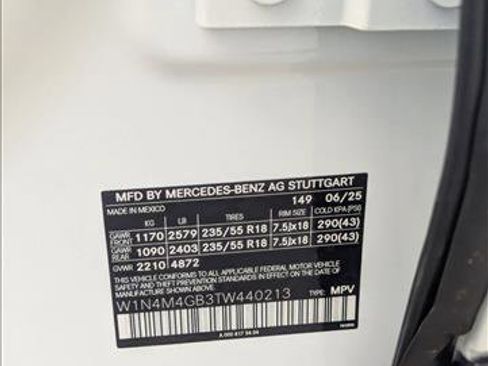 MFD BY MERCEDES-BENZ AG STUTTGART
MADE IN MEXICO 149 06/25
KG LB TIRES RIM SIZE COLD KPA(PSI)
GAWR FRONT 1170 2579 235/55 R18 7.5Jx18 290(43)
GAWR REAR 1090 2403 235/55 R18 7.5Jx18 290(43)
GVWR 2210 4872
THIS VEHICLE CONFORMS TO ALL APPLICABLE FEDERAL MOTOR VEHICLE
SAFETY AND THEFT PREVENTION STANDARDS IN EFFECT ON THE DATE OF
MANUFACTURE SHOWN ABOVE.
W1N4M4GB3TW440213 TYPE: MPV